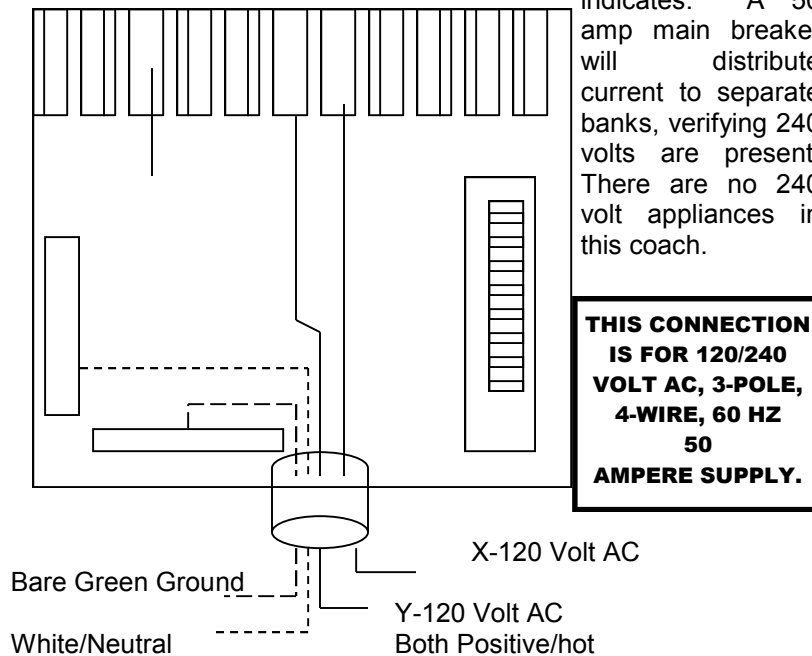 indicates: A 50
amp main breaker
will distribute
current to separate
banks, verifying 240
volts are present.
There are no 240
volt appliances in
this coach.
THIS CONNECTION
IS FOR 120/240
VOLT AC, 3-POLE,
4-WIRE, 60 HZ
50
AMPERE SUPPLY.
X-120 Volt AC
Bare Green Ground
Y-120 Volt AC
White/Neutral
Both Positive/hot